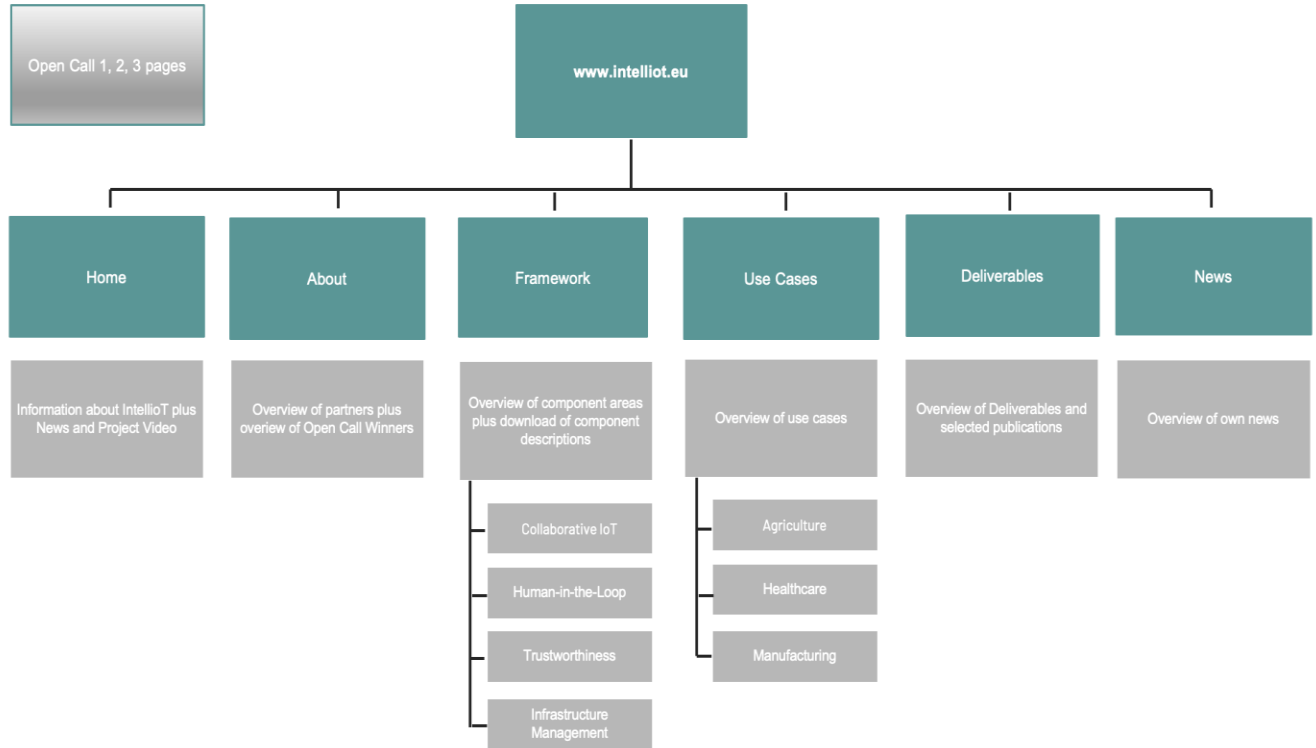 Open Call 1, 2, 3 pages
www.intelliot.eu
Home
About
Framework
Use Cases
Deliverables
News
Information about IntellioT plus
News and Project Video
Overview of partners plus
overiew of Open Call Winners
Overview of component areas
plus download of component
descriptions
Overview of use cases
Overview of Deliverables and
selected publications
Overview of own news
Collaborative IoT
Human-in-the-Loop
Trustworthiness
Infrastructure
Management
Agriculture
Healthcare
Manufacturing